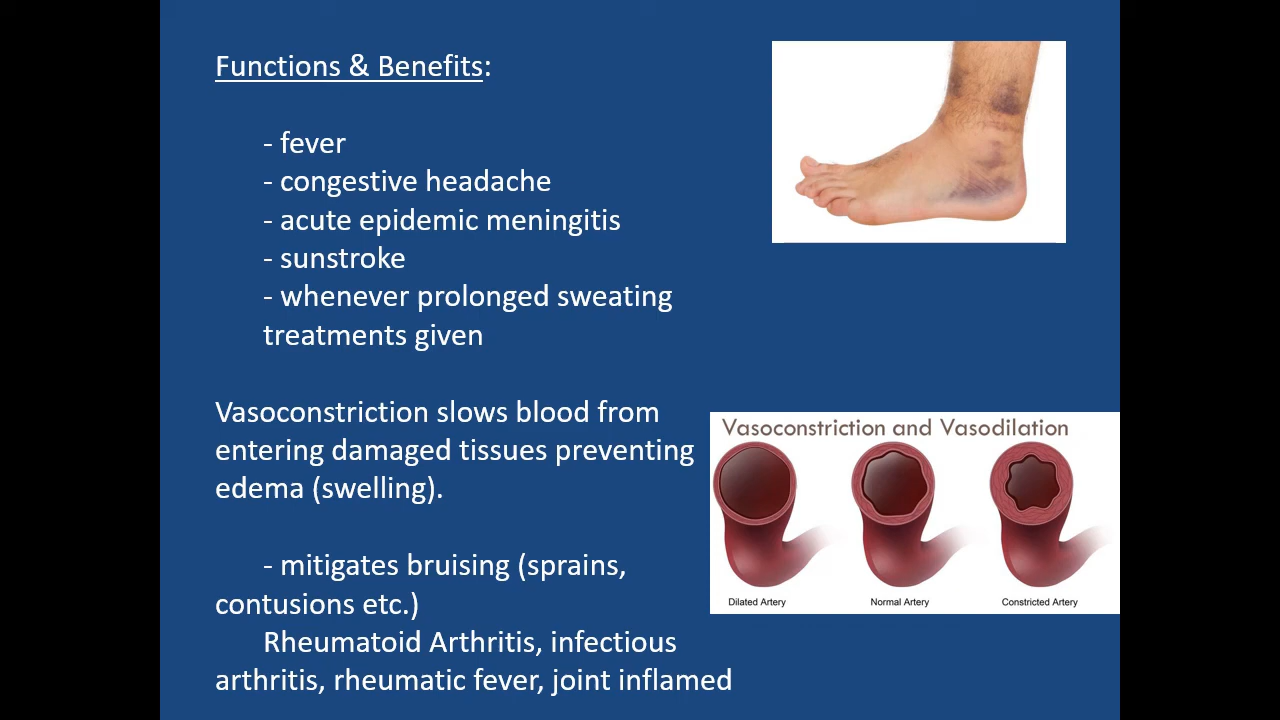 Functions & Benefits:
- fever
- congestive headache
- acute epidemic meningitis
- sunstroke
- whenever prolonged sweating
treatments given
Vasoconstriction slows blood from
entering damaged tissues preventing
edema (swelling).
- mitigates bruising (sprains,
contusions etc.)
Rheumatoid Arthritis, infectious
arthritis, rheumatic fever, joint inflamed
Vasoconstriction and Vasodilation
Dilated Artery
Normal Artery
Constricted Artery